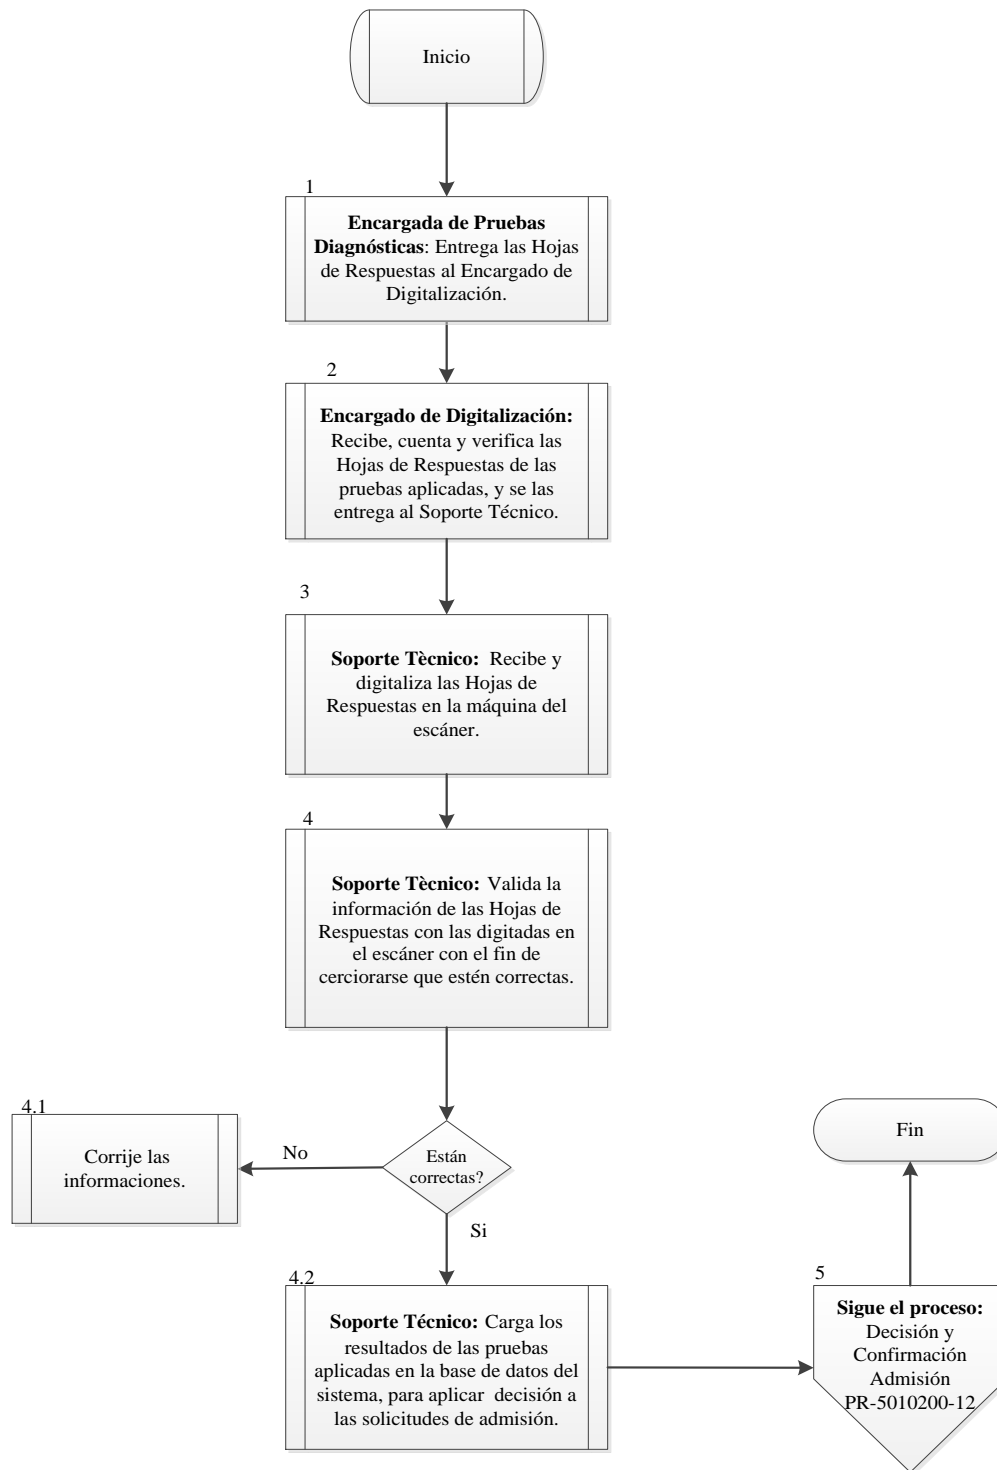 Inicio
1
Encargada de Pruebas
Diagnósticas: Entrega las Hojas
de Respuestas al Encargado de
Digitalización.
2
Encargado de Digitalización:
Recibe, cuenta y verifica las
Hojas de Respuestas de las
pruebas aplicadas, y se las
entrega al Soporte Técnico.
3
Soporte Tècnico: Recibe y
digitaliza las Hojas de
Respuestas en la máquina del
escáner.
4
Soporte Tècnico: Valida la
información de las Hojas de
Respuestas con las digitadas en
el escáner con el fin de
cerciorarse que estén correctas.
Están
correctas?
No
4.1
Corrije las
informaciones.
Si
4.2
Soporte Técnico: Carga los
resultados de las pruebas
aplicadas en la base de datos del
sistema, para aplicar decisión a
las solicitudes de admisión.
5
Sigue el proceso:
Decisión y
Confirmación
Admisión
PR-5010200-12
Fin